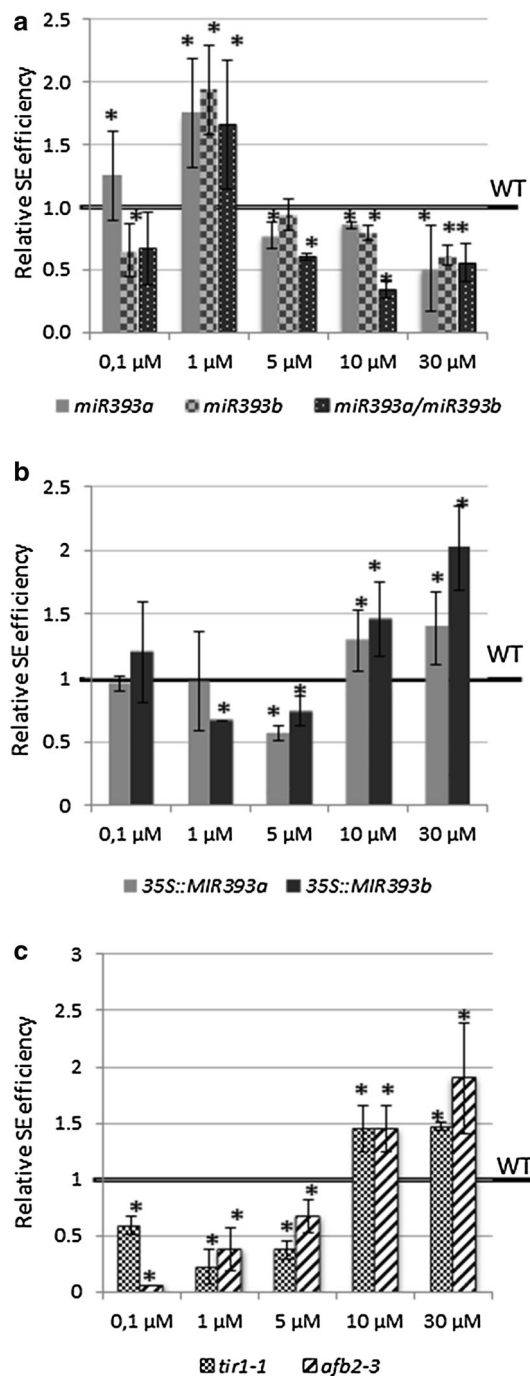 a
Relative SE efficiency
2.5
2.0
1.5
1.0
0.5
0.0
* * * * * * * * * * * **
WT
0,1 µM 1 µM 5 µM 10 µM 30 µM
miR393a miR393b miR393a/miR393b
b
Relative SE efficiency
2.5
2
1.5
1
0.5
0
* * * * * * *
WT
0,1 µM 1 µM 5 µM 10 µM 30 µM
35S::MIR393a 35S::MIR393b
c
Relative SE efficiency
3
2.5
2
1.5
1
0.5
0
* * * * * * * * * *
WT
0,1 µM 1 µM 5 µM 10 µM 30 µM
tir1-1 afb2-3